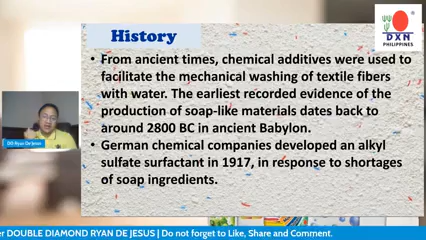 History
DXN
PHILIPPINES
• From ancient times, chemical additives were used to
facilitate the mechanical washing of textile fibers
with water. The earliest recorded evidence of the
production of soap-like materials dates back to
around 2800 BC in ancient Babylon.
• German chemical companies developed an alkyl
sulfate surfactant in 1917, in response to shortages
of soap ingredients.
DD Ryan De Jesus
er DOUBLE DIAMOND RYAN DE JESUS | Do not forget to Like, Share and Comment.